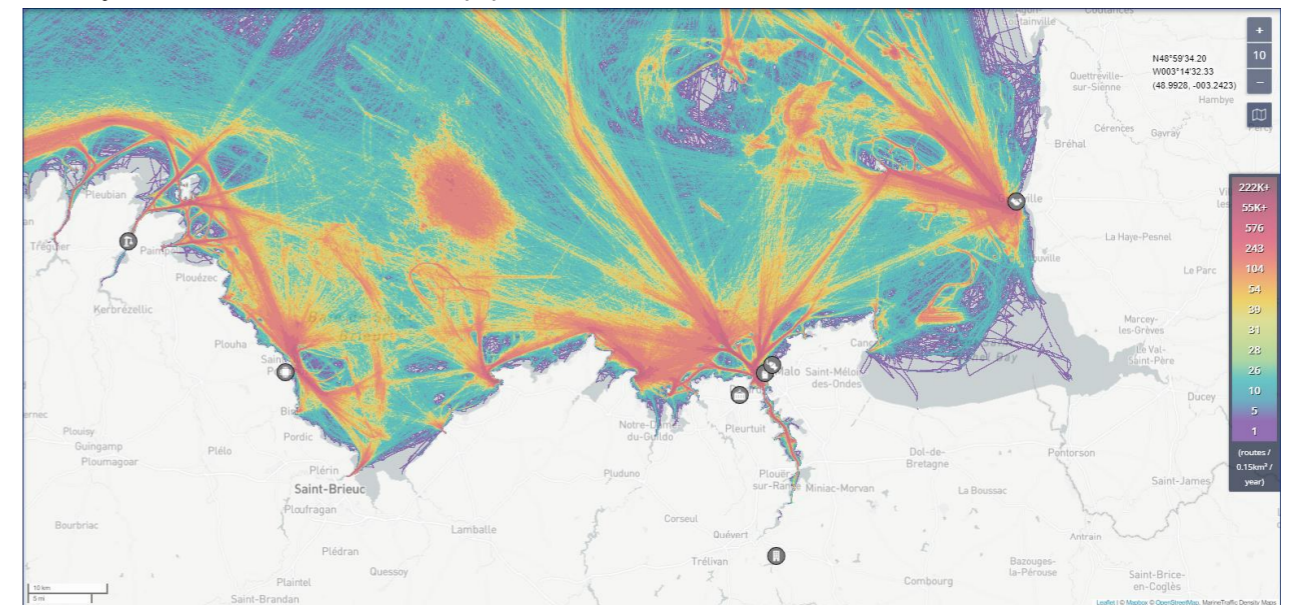 Coutances
+
10
−
N48°59'34.20
W003°14'32.33
(48.9928, -003.2423)
Quettreville-
sur-Sienne
Hambye
Cérences
Gavray
Percy
Bréhal
Pleubian
222K+
55K+
576
243
104
54
39
31
28
26
10
5
1
(routes /
0.15km² /
year)
La Haye-Pesnel
Tréguier
Paimp
Le Parc
Plouézec
Kerbrézellic
Marcey-
les-Grèves
Le Val-
Saint-Père
Plouha
Saint-Méloir
des-Ondes
Ducey
Notre-Dame
du-Guildo
Pleurtuit
Plouisy
Guingamp
Ploumagoar
Pordic
Plélo
Dol-de-
Bretagne
Pontorson
Plérin
Saint-Brieuc
Ploufragan
Pluduno
Plouër
sur-Rance
Miniac-Morvan
La Boussac
Saint-James
Bourbriac
Lamballe
Corseul
Quévert
Antrain
Plédran
Trélivan
Quessoy
Combourg
Bazouges-
la-Pérouse
Saint-Brice-
en-Coglès
Plaintel
Saint-Brandan
10 km
5 mi
Leaflet | © Mapbox © OpenStreetMap, MarineTraffic Density Maps